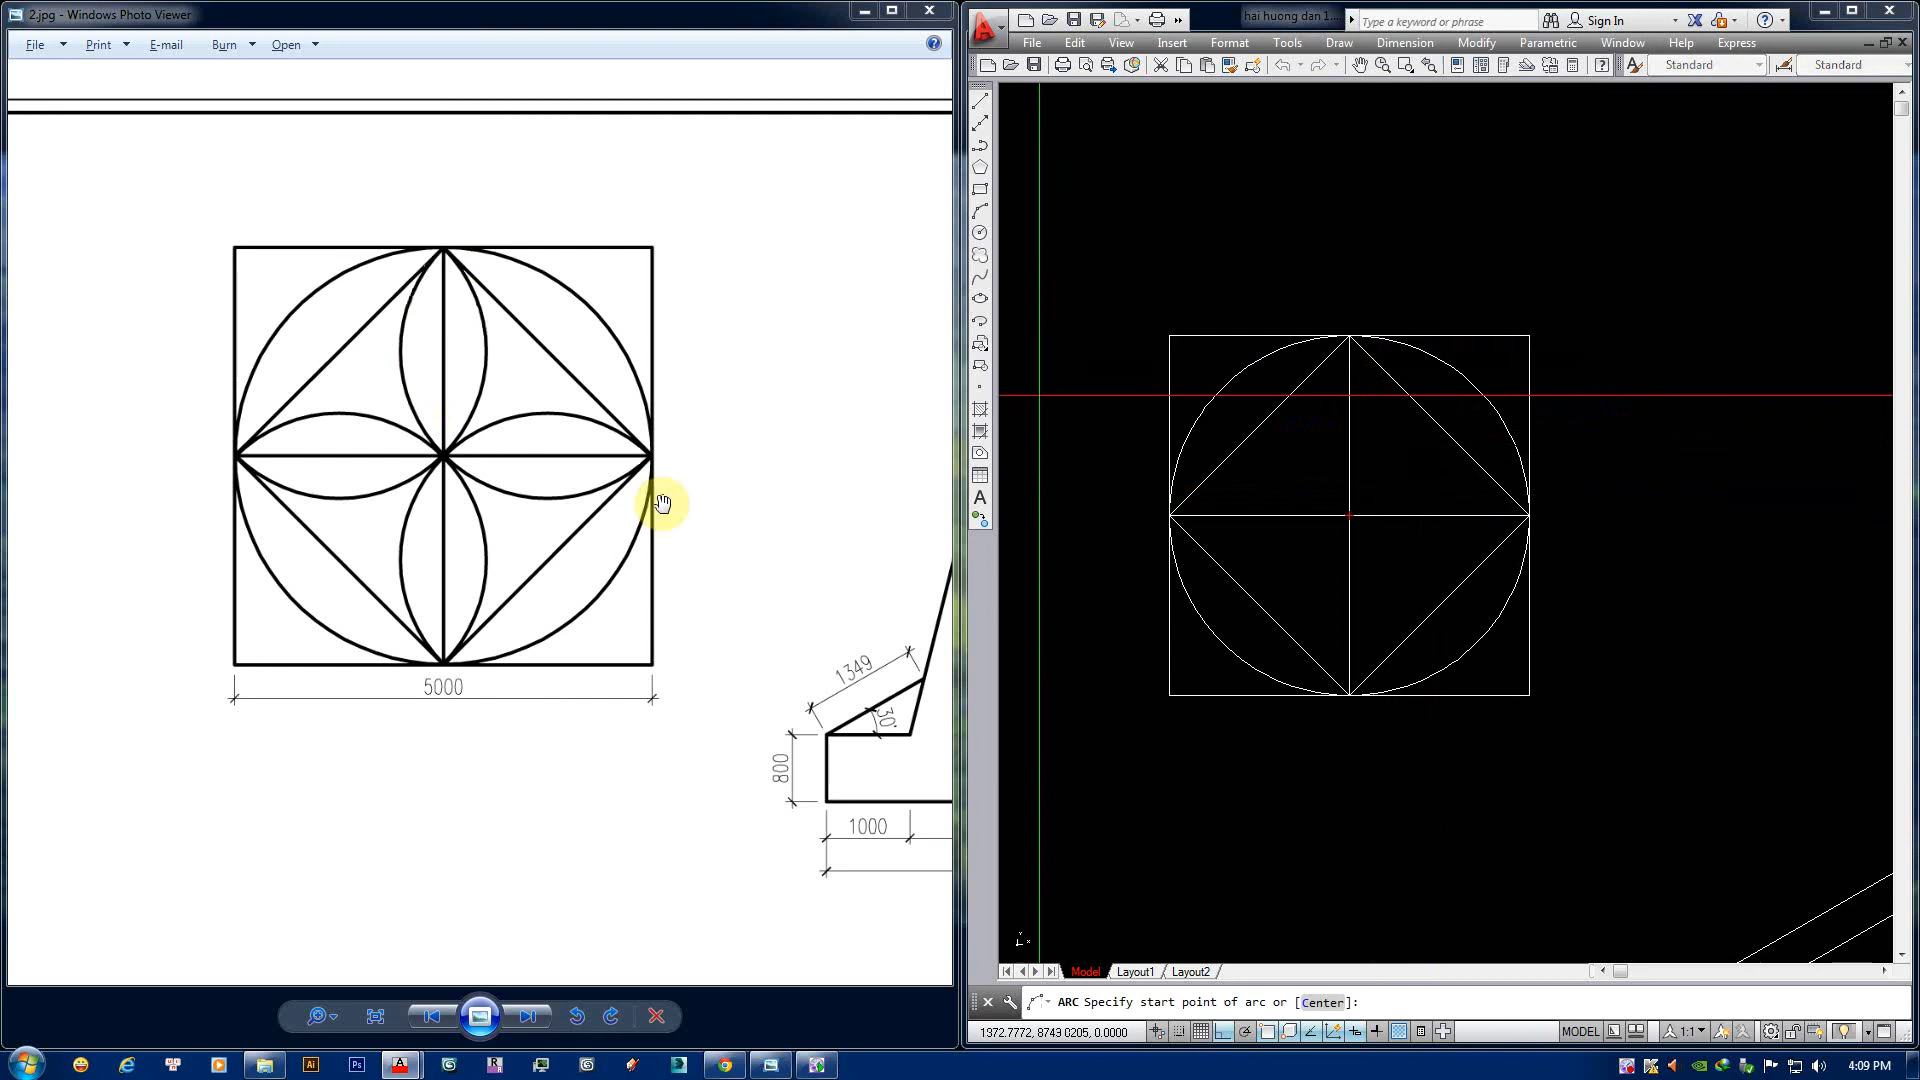 2.jpg - Windows Photo Viewer
File Print E-mail Burn Open
5000
1349
30°
800
1000
hai huong dan 1....
Type a keyword or phrase
Sign In
File Edit View Insert Format Tools Draw Dimension Modify Parametric Window Help Express
Standard
Standard
A
Y
X
Model Layout1 Layout2
ARC Specify start point of arc or [Center]:
1372.7772, 8743.0205, 0.0000
MODEL
1:1
Ai
Ps
4:09 PM